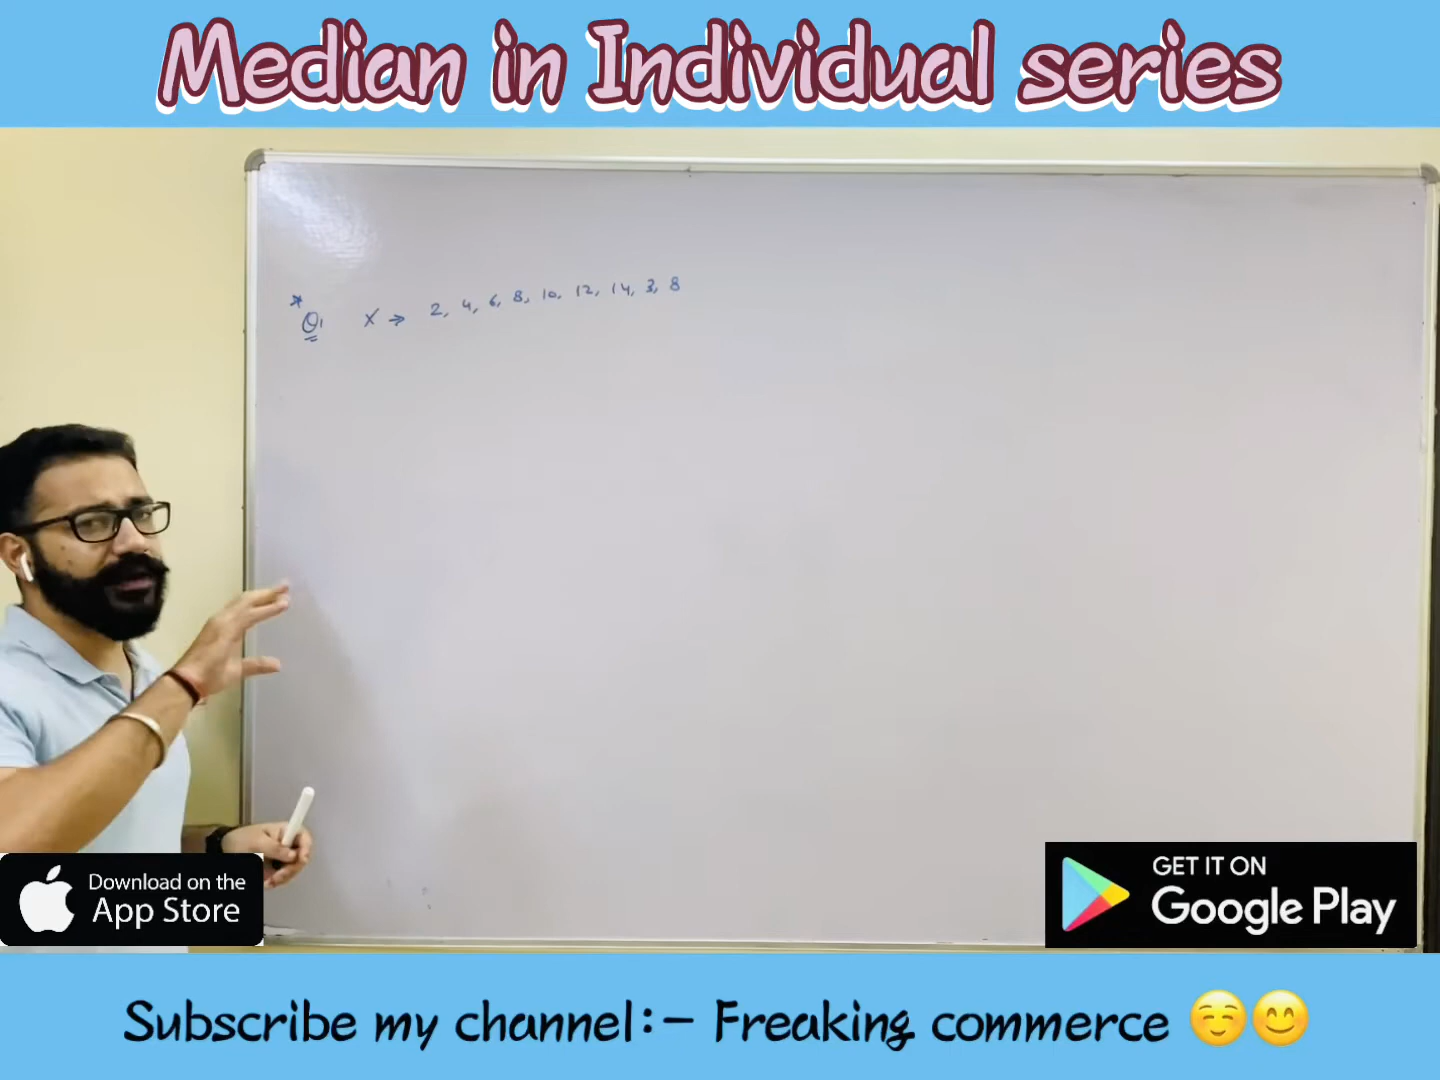 Median in Individual series
* Q1 X → 2, 4, 6, 8, 10, 12, 14, 3, 8
Download on the
App Store
GET IT ON
Google Play
Subscribe my channel:- Freaking commerce ☺️😊